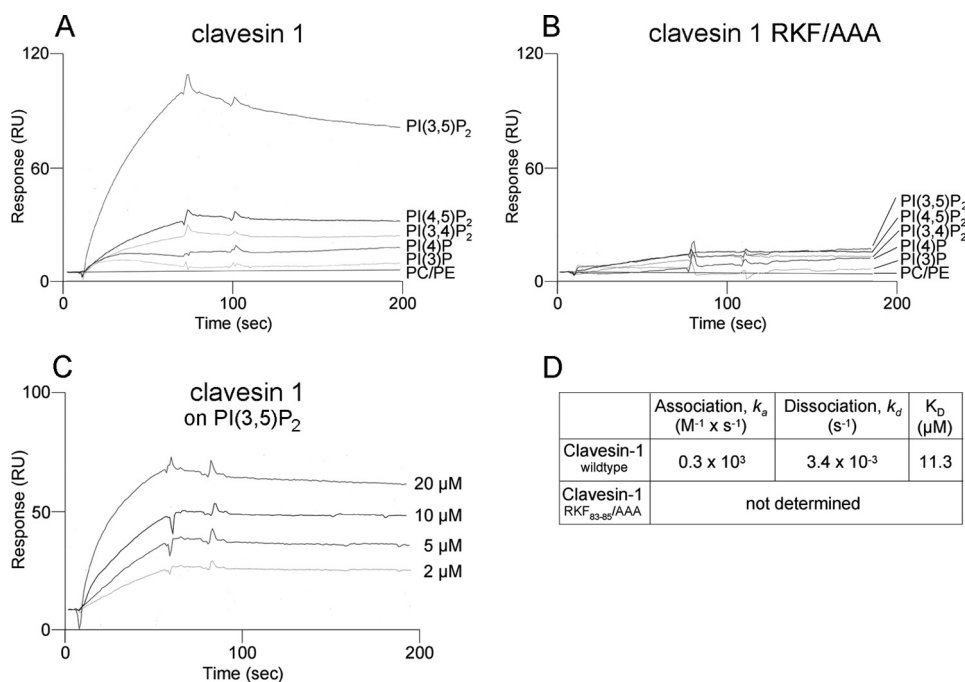 A
clavesin 1
Response (RU)
120
60
0
0
100
200
Time (sec)
PI(3,5)P2
PI(4,5)P2
PI(3,4)P2
PI(4)P
PI(3)P
PC/PE
B
clavesin 1 RKF/AAA
Response (RU)
120
60
0
0
100
200
Time (sec)
PI(3,5)P2
PI(4,5)P2
PI(3,4)P2
PI(4)P
PI(3)P
PC/PE
C
clavesin 1
on PI(3,5)P2
Response (RU)
100
50
0
0
100
200
Time (sec)
20 µM
10 µM
5 µM
2 µM
D
Association, ka
(M-1 x s-1)
Dissociation, kd
(s-1)
KD
(µM)
Clavesin-1
wildtype
0.3 x 10³
3.4 x 10-³
11.3
Clavesin-1
RKF83-85/AAA
not determined